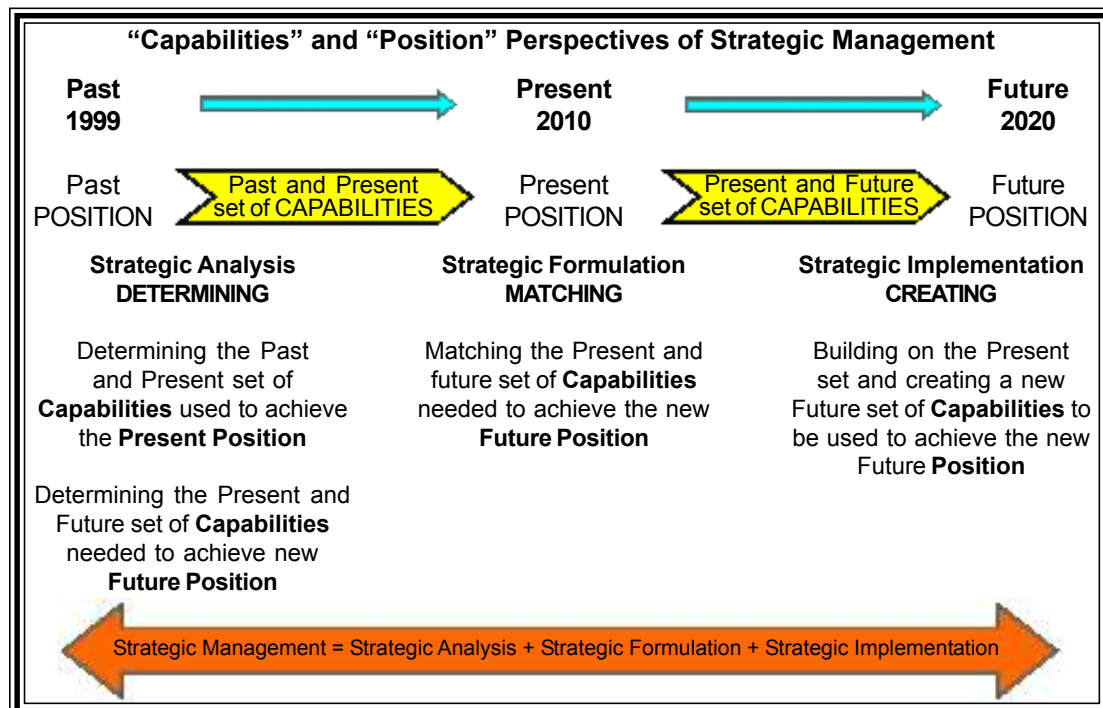 “Capabilities” and “Position” Perspectives of Strategic Management
Past
1999
Present
2010
Future
2020
Past
POSITION
Past and Present
set of CAPABILITIES
Present
POSITION
Present and Future
set of CAPABILITIES
Future
POSITION
Strategic Analysis
DETERMINING
Strategic Formulation
MATCHING
Strategic Implementation
CREATING
Determining the Past
and Present set of
Capabilities used to achieve
the Present Position
Determining the Present and
Future set of Capabilities
needed to achieve new
Future Position
Matching the Present and
future set of Capabilities
needed to achieve the new
Future Position
Building on the Present
set and creating a new
Future set of Capabilities to
be used to achieve the new
Future Position
Strategic Management = Strategic Analysis + Strategic Formulation + Strategic Implementation